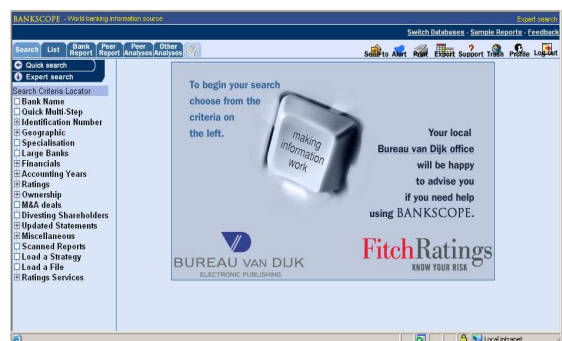 BANKSCOPE - World banking information source
Expert search
Switch Databases - Sample Reports - Feedback
Search List Bank Report Peer Report Peer Analyses Other Analyses
Send to Alert Print Export Support Trash Profile Log out
Quick search
Expert search
Search Criteria Locator
Bank Name
Quick Multi-Step
Identification Number
Geographic
Specialisation
Large Banks
Financials
Accounting Years
Ratings
Ownership
M&A deals
Divesting Shareholders
Updated Statements
Miscellaneous
Scanned Reports
Load a Strategy
Load a File
Ratings Services
To begin your search
choose from the
criteria on
the left.
making
information
work
Your local
Bureau van Dijk office
will be happy
to advise you
if you need help
using BANKSCOPE.
BUREAU VAN DIJK
ELECTRONIC PUBLISHING
FitchRatings
KNOW YOUR RISK
Local intranet